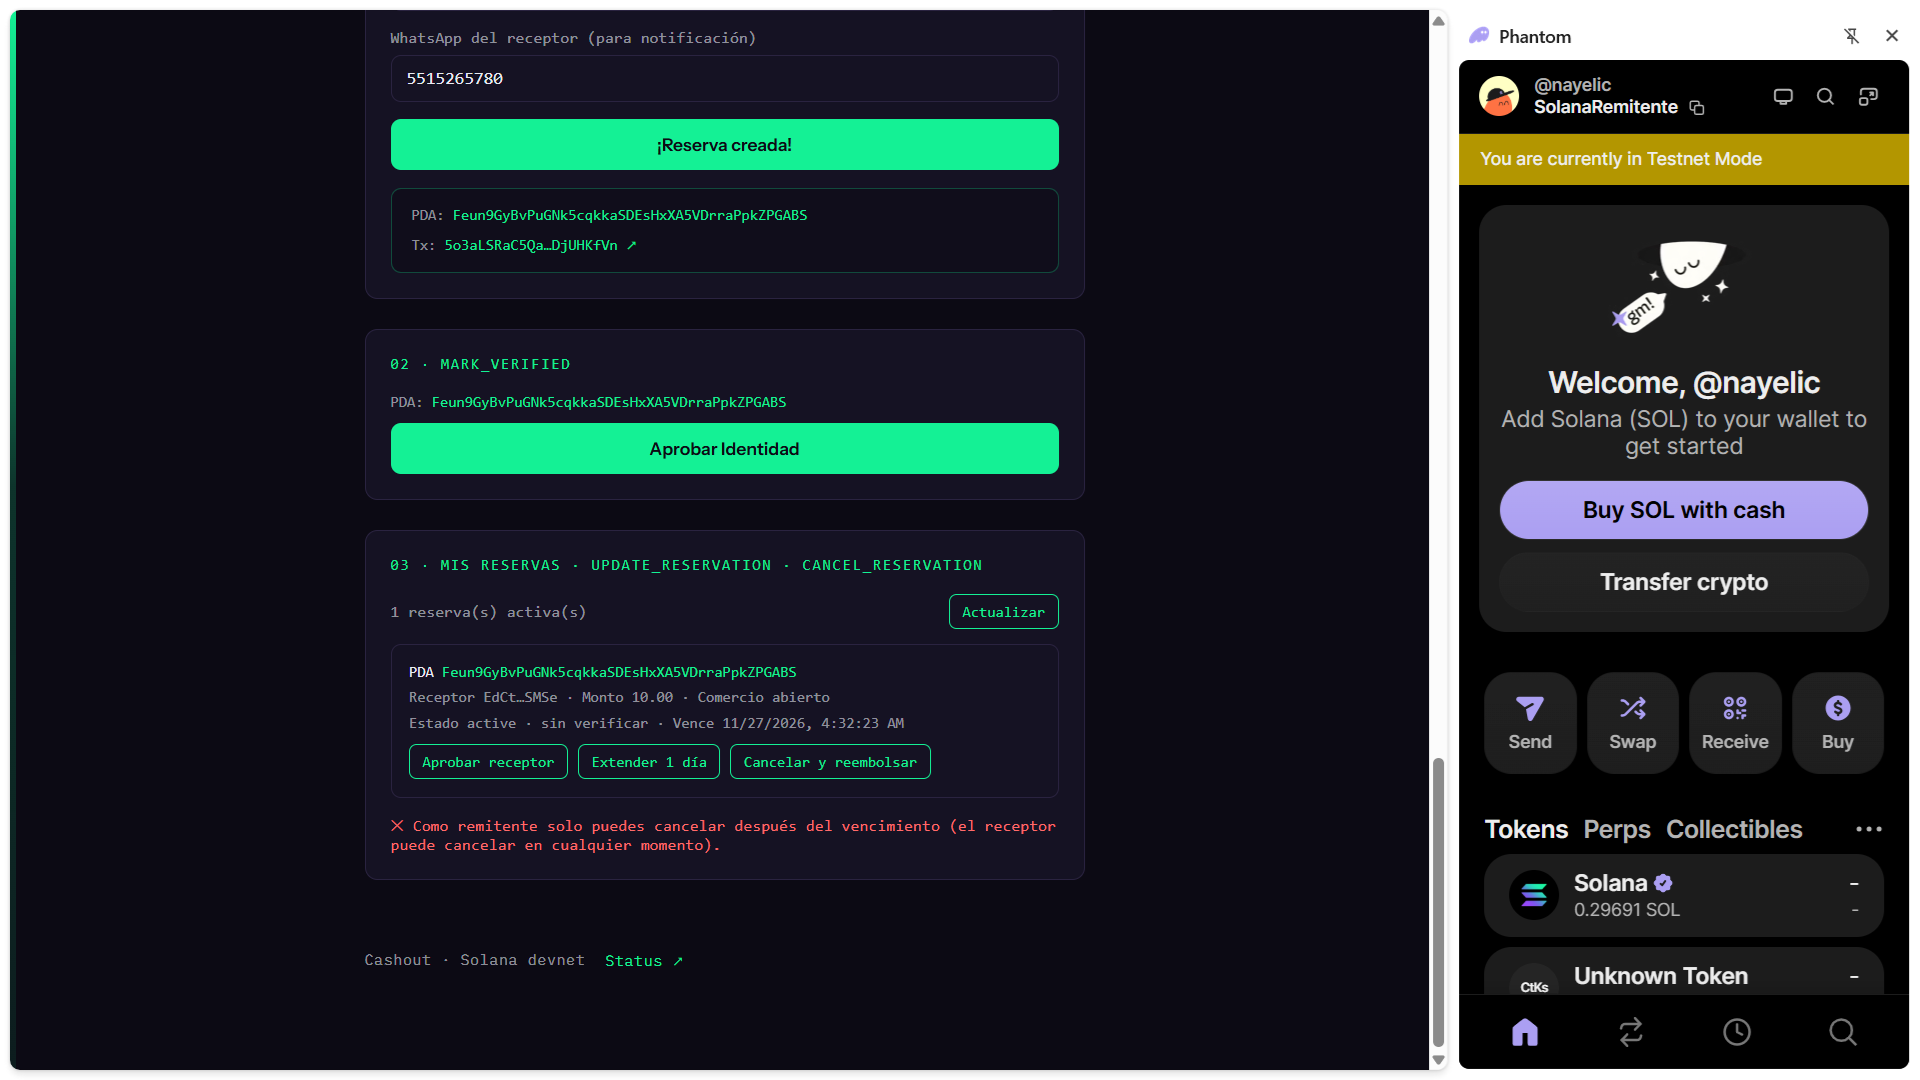 WhatsApp del receptor (para notificación)
5515265780
¡Reserva creada!
PDA: Feun9GyBvPuGNk5cqkkaSDEsHxXA5VDrraPpkZPGABS
Tx: 5o3aLSRaC5Qa…DjUHKfVn ↗
02 · MARK_VERIFIED
PDA: Feun9GyBvPuGNk5cqkkaSDEsHxXA5VDrraPpkZPGABS
Aprobar Identidad
03 · MIS RESERVAS · UPDATE_RESERVATION · CANCEL_RESERVATION
1 reserva(s) activa(s)
Actualizar
PDA Feun9GyBvPuGNk5cqkkaSDEsHxXA5VDrraPpkZPGABS
Receptor EdCt…SMSe · Monto 10.00 · Comercio abierto
Estado active · sin verificar · Vence 11/27/2026, 4:32:23 AM
Aprobar receptor
Extender 1 día
Cancelar y reembolsar
✕ Como remitente solo puedes cancelar después del vencimiento (el receptor
puede cancelar en cualquier momento).
Cashout · Solana devnet Status ↗
Phantom
@nayelic
SolanaRemitente
You are currently in Testnet Mode
gm!
Welcome, @nayelic
Add Solana (SOL) to your wallet to
get started
Buy SOL with cash
Transfer crypto
Send
Swap
Receive
Buy
Tokens Perps Collectibles
Solana -
0.29691 SOL -
CtKs
Unknown Token -